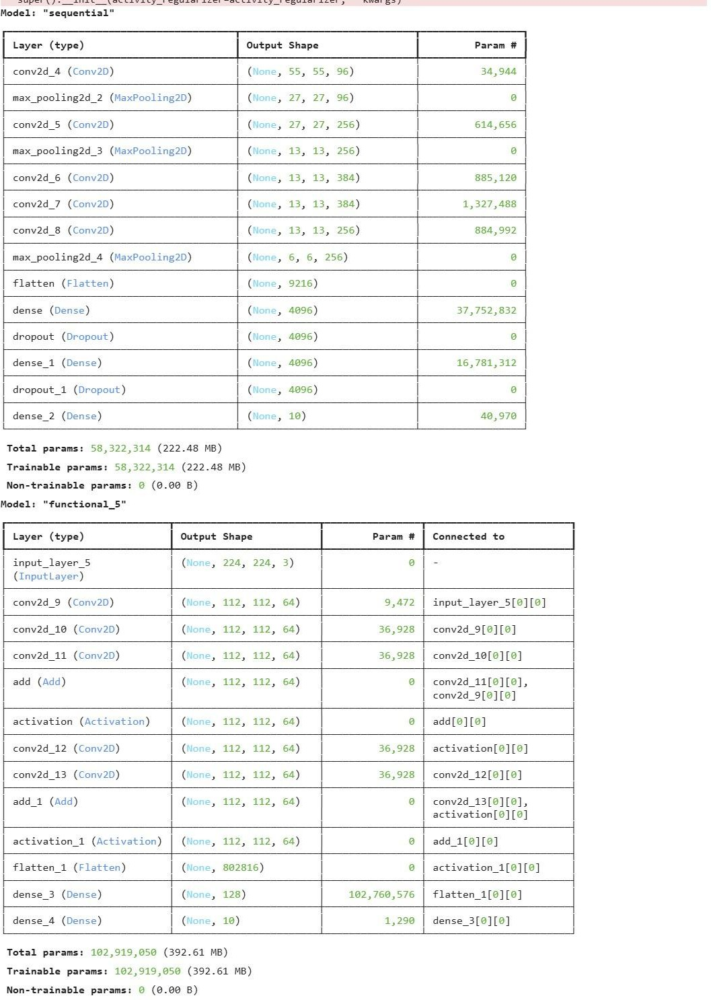 super().__init__(activity_regularizer=activity_regularizer, **kwargs)
Model: "sequential"
Layer (type) Output Shape Param #
conv2d_4 (Conv2D) (None, 55, 55, 96) 34,944
max_pooling2d_2 (MaxPooling2D) (None, 27, 27, 96) 0
conv2d_5 (Conv2D) (None, 27, 27, 256) 614,656
max_pooling2d_3 (MaxPooling2D) (None, 13, 13, 256) 0
conv2d_6 (Conv2D) (None, 13, 13, 384) 885,120
conv2d_7 (Conv2D) (None, 13, 13, 384) 1,327,488
conv2d_8 (Conv2D) (None, 13, 13, 256) 884,992
max_pooling2d_4 (MaxPooling2D) (None, 6, 6, 256) 0
flatten (Flatten) (None, 9216) 0
dense (Dense) (None, 4096) 37,752,832
dropout (Dropout) (None, 4096) 0
dense_1 (Dense) (None, 4096) 16,781,312
dropout_1 (Dropout) (None, 4096) 0
dense_2 (Dense) (None, 10) 40,970
Total params: 58,322,314 (222.48 MB)
Trainable params: 58,322,314 (222.48 MB)
Non-trainable params: 0 (0.00 B)
Model: "functional_5"
Layer (type) Output Shape Param # Connected to
input_layer_5 (None, 224, 224, 3) 0 -
(InputLayer)
conv2d_9 (Conv2D) (None, 112, 112, 64) 9,472 input_layer_5[0][0]
conv2d_10 (Conv2D) (None, 112, 112, 64) 36,928 conv2d_9[0][0]
conv2d_11 (Conv2D) (None, 112, 112, 64) 36,928 conv2d_10[0][0]
add (Add) (None, 112, 112, 64) 0 conv2d_11[0][0],
conv2d_9[0][0]
activation (Activation) (None, 112, 112, 64) 0 add[0][0]
conv2d_12 (Conv2D) (None, 112, 112, 64) 36,928 activation[0][0]
conv2d_13 (Conv2D) (None, 112, 112, 64) 36,928 conv2d_12[0][0]
add_1 (Add) (None, 112, 112, 64) 0 conv2d_13[0][0],
activation[0][0]
activation_1 (Activation) (None, 112, 112, 64) 0 add_1[0][0]
flatten_1 (Flatten) (None, 802816) 0 activation_1[0][0]
dense_3 (Dense) (None, 128) 102,760,576 flatten_1[0][0]
dense_4 (Dense) (None, 10) 1,290 dense_3[0][0]
Total params: 102,919,050 (392.61 MB)
Trainable params: 102,919,050 (392.61 MB)
Non-trainable params: 0 (0.00 B)